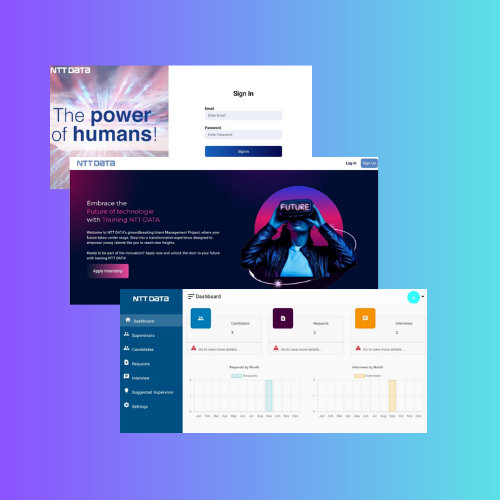 NTT DATA
The power
of humans!
Sign In
Email
Enter Email
Password
Enter Password
Sign In
NTT DATA
Log in
Sign Up
Embrace the
Future of technologie
with Training NTT DATA
Welcome to NTT DATA's groundbreaking Intern Management Project, where your
future takes center stage. Step into a transformative experience designed to
empower young talents like you to reach new heights.
Ready to be part of the innovation? Apply now and unlock the door to your future
with training NTT DATA
Apply Internship
FUTURE
NTT DATA
Dashboard
Supervisors
Candidates
Requests
Interview
Suggested Supervisor
Settings
Dashboard
Candidates
Go to view more details...
Requests
2
Go to view more details...
Interviews
2
Go to view more details...
Requests by Month
Requests
Jan Feb Mar Apr May Jun Jul Aug Sep Oct Nov Dec
Interviews by Month
Interviews
Jan Feb Mar Apr May Jun Jul Aug Sep Oct Nov Dec